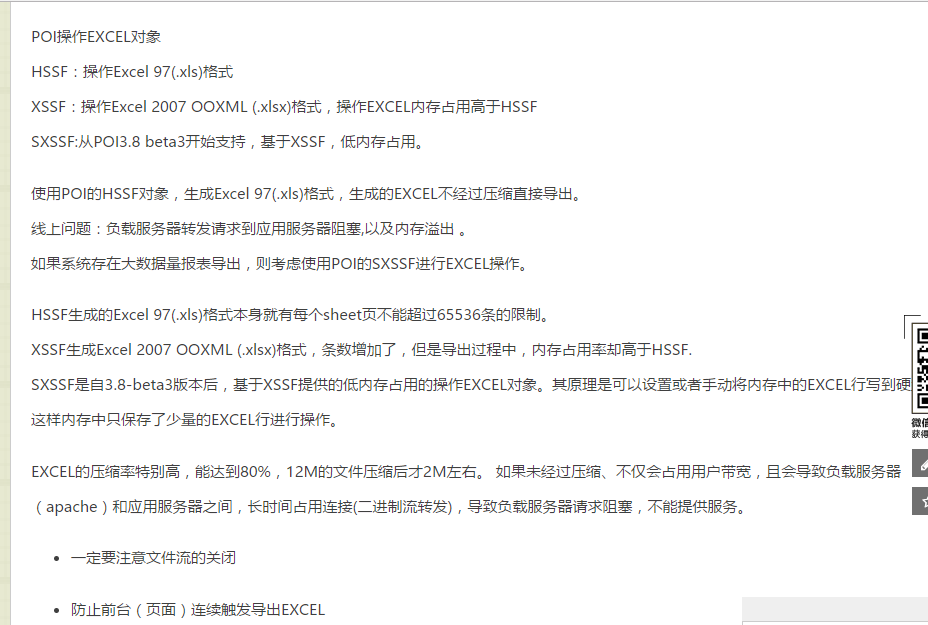 POI操作EXCEL对象
HSSF：操作Excel 97(.xls)格式
XSSF：操作Excel 2007 OOXML (.xlsx)格式，操作EXCEL内存占用高于HSSF
SXSSF:从POI3.8 beta3开始支持，基于XSSF，低内存占用。
使用POI的HSSF对象，生成Excel 97(.xls)格式，生成的EXCEL不经过压缩直接导出。
线上问题：负载服务器转发请求到应用服务器阻塞,以及内存溢出 。
如果系统存在大数据量报表导出，则考虑使用POI的SXSSF进行EXCEL操作。
HSSF生成的Excel 97(.xls)格式本身就有每个sheet页不能超过65536条的限制。
XSSF生成Excel 2007 OOXML (.xlsx)格式，条数增加了，但是导出过程中，内存占用率却高于HSSF.
SXSSF是自3.8-beta3版本后，基于XSSF提供的低内存占用的操作EXCEL对象。其原理是可以设置或者手动将内存中的EXCEL行写到硬
这样内存中只保存了少量的EXCEL行进行操作。
EXCEL的压缩率特别高，能达到80%，12M的文件压缩后才2M左右。 如果未经过压缩、不仅会占用用户带宽，且会导致负载服务器
（apache）和应用服务器之间，长时间占用连接(二进制流转发)，导致负载服务器请求阻塞，不能提供服务。
一定要注意文件流的关闭
防止前台（页面）连续触发导出EXCEL
微信
获得